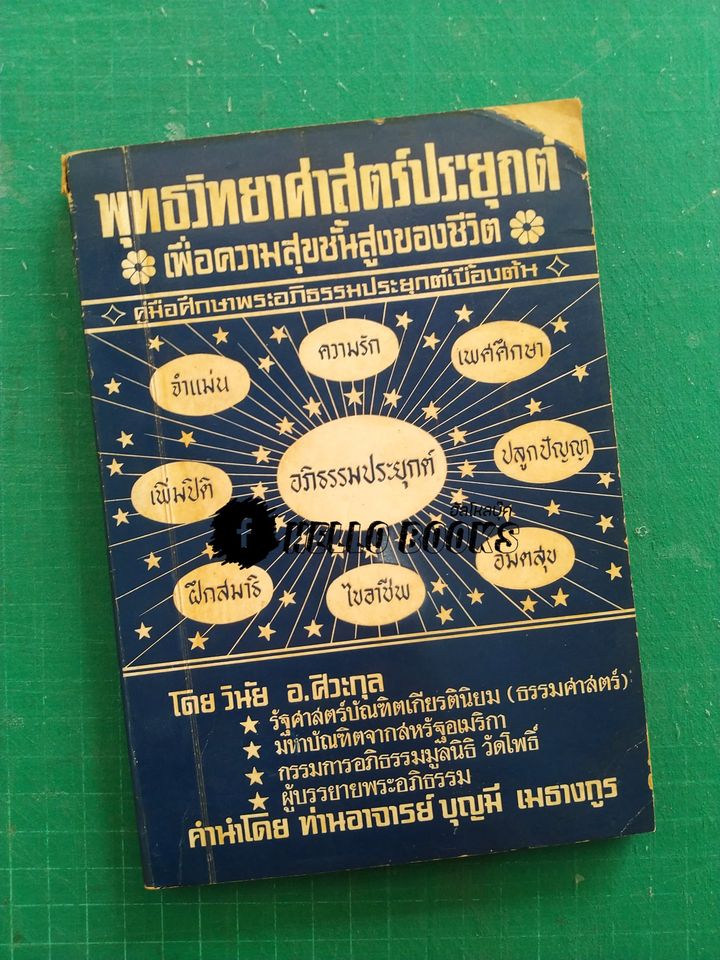 พุทธวิทยาศาสตร์ประยุกต์
เพื่อความสุขชั้นสูงของชีวิต
คู่มือศึกษาพระอภิธรรมประยุกต์เบื้องต้น
ความรัก
จำแม่น
เพศศึกษา
อภิธรรมประยุกต์
ปลูกปัญญา
เพิ่มปิติ
ฮัลโหลบุ๊ค
f HELLO BOOKS
อิ่มตสุข
ฝึกสมาธิ
ไขอาชีพ
โดย วินัย อ.ศิวะกุล
★ รัฐศาสตร์บัณฑิตเกียรตินิยม (ธรรมศาสตร์)
★ มหาบัณฑิตจากสหรัฐอเมริกา
★ กรรมการอภิธรรมมูลนิธิ วัดโพธิ์
★ ผู้บรรยายพระอภิธรรม
คำนำโดย ท่านอาจารย์ บุญมี เมธางกูร